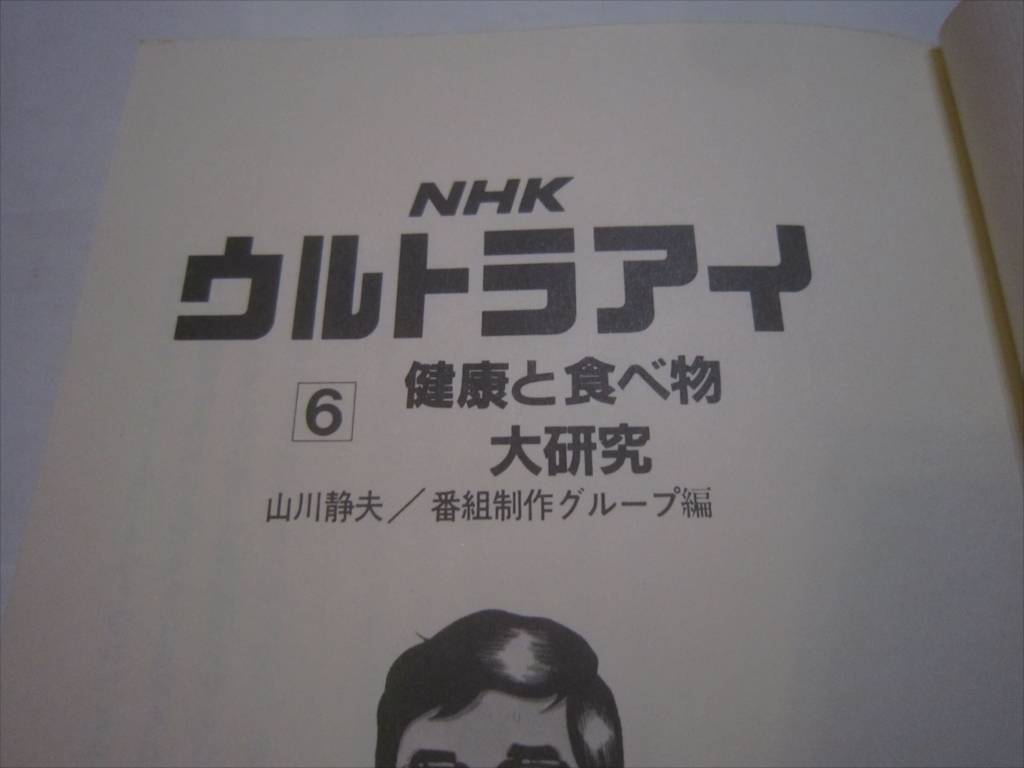 NHK
ウルトラアイ
6 健康と食べ物
大研究
山川静夫／番組制作グループ編